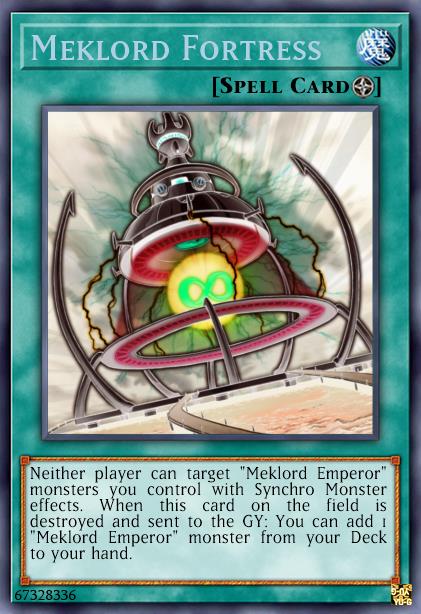 Meklord Fortress
[Spell Card]
Neither player can target "Meklord Emperor"
monsters you control with Synchro Monster
effects. When this card on the field is
destroyed and sent to the GY: You can add 1
"Meklord Emperor" monster from your Deck
to your hand.
67328336